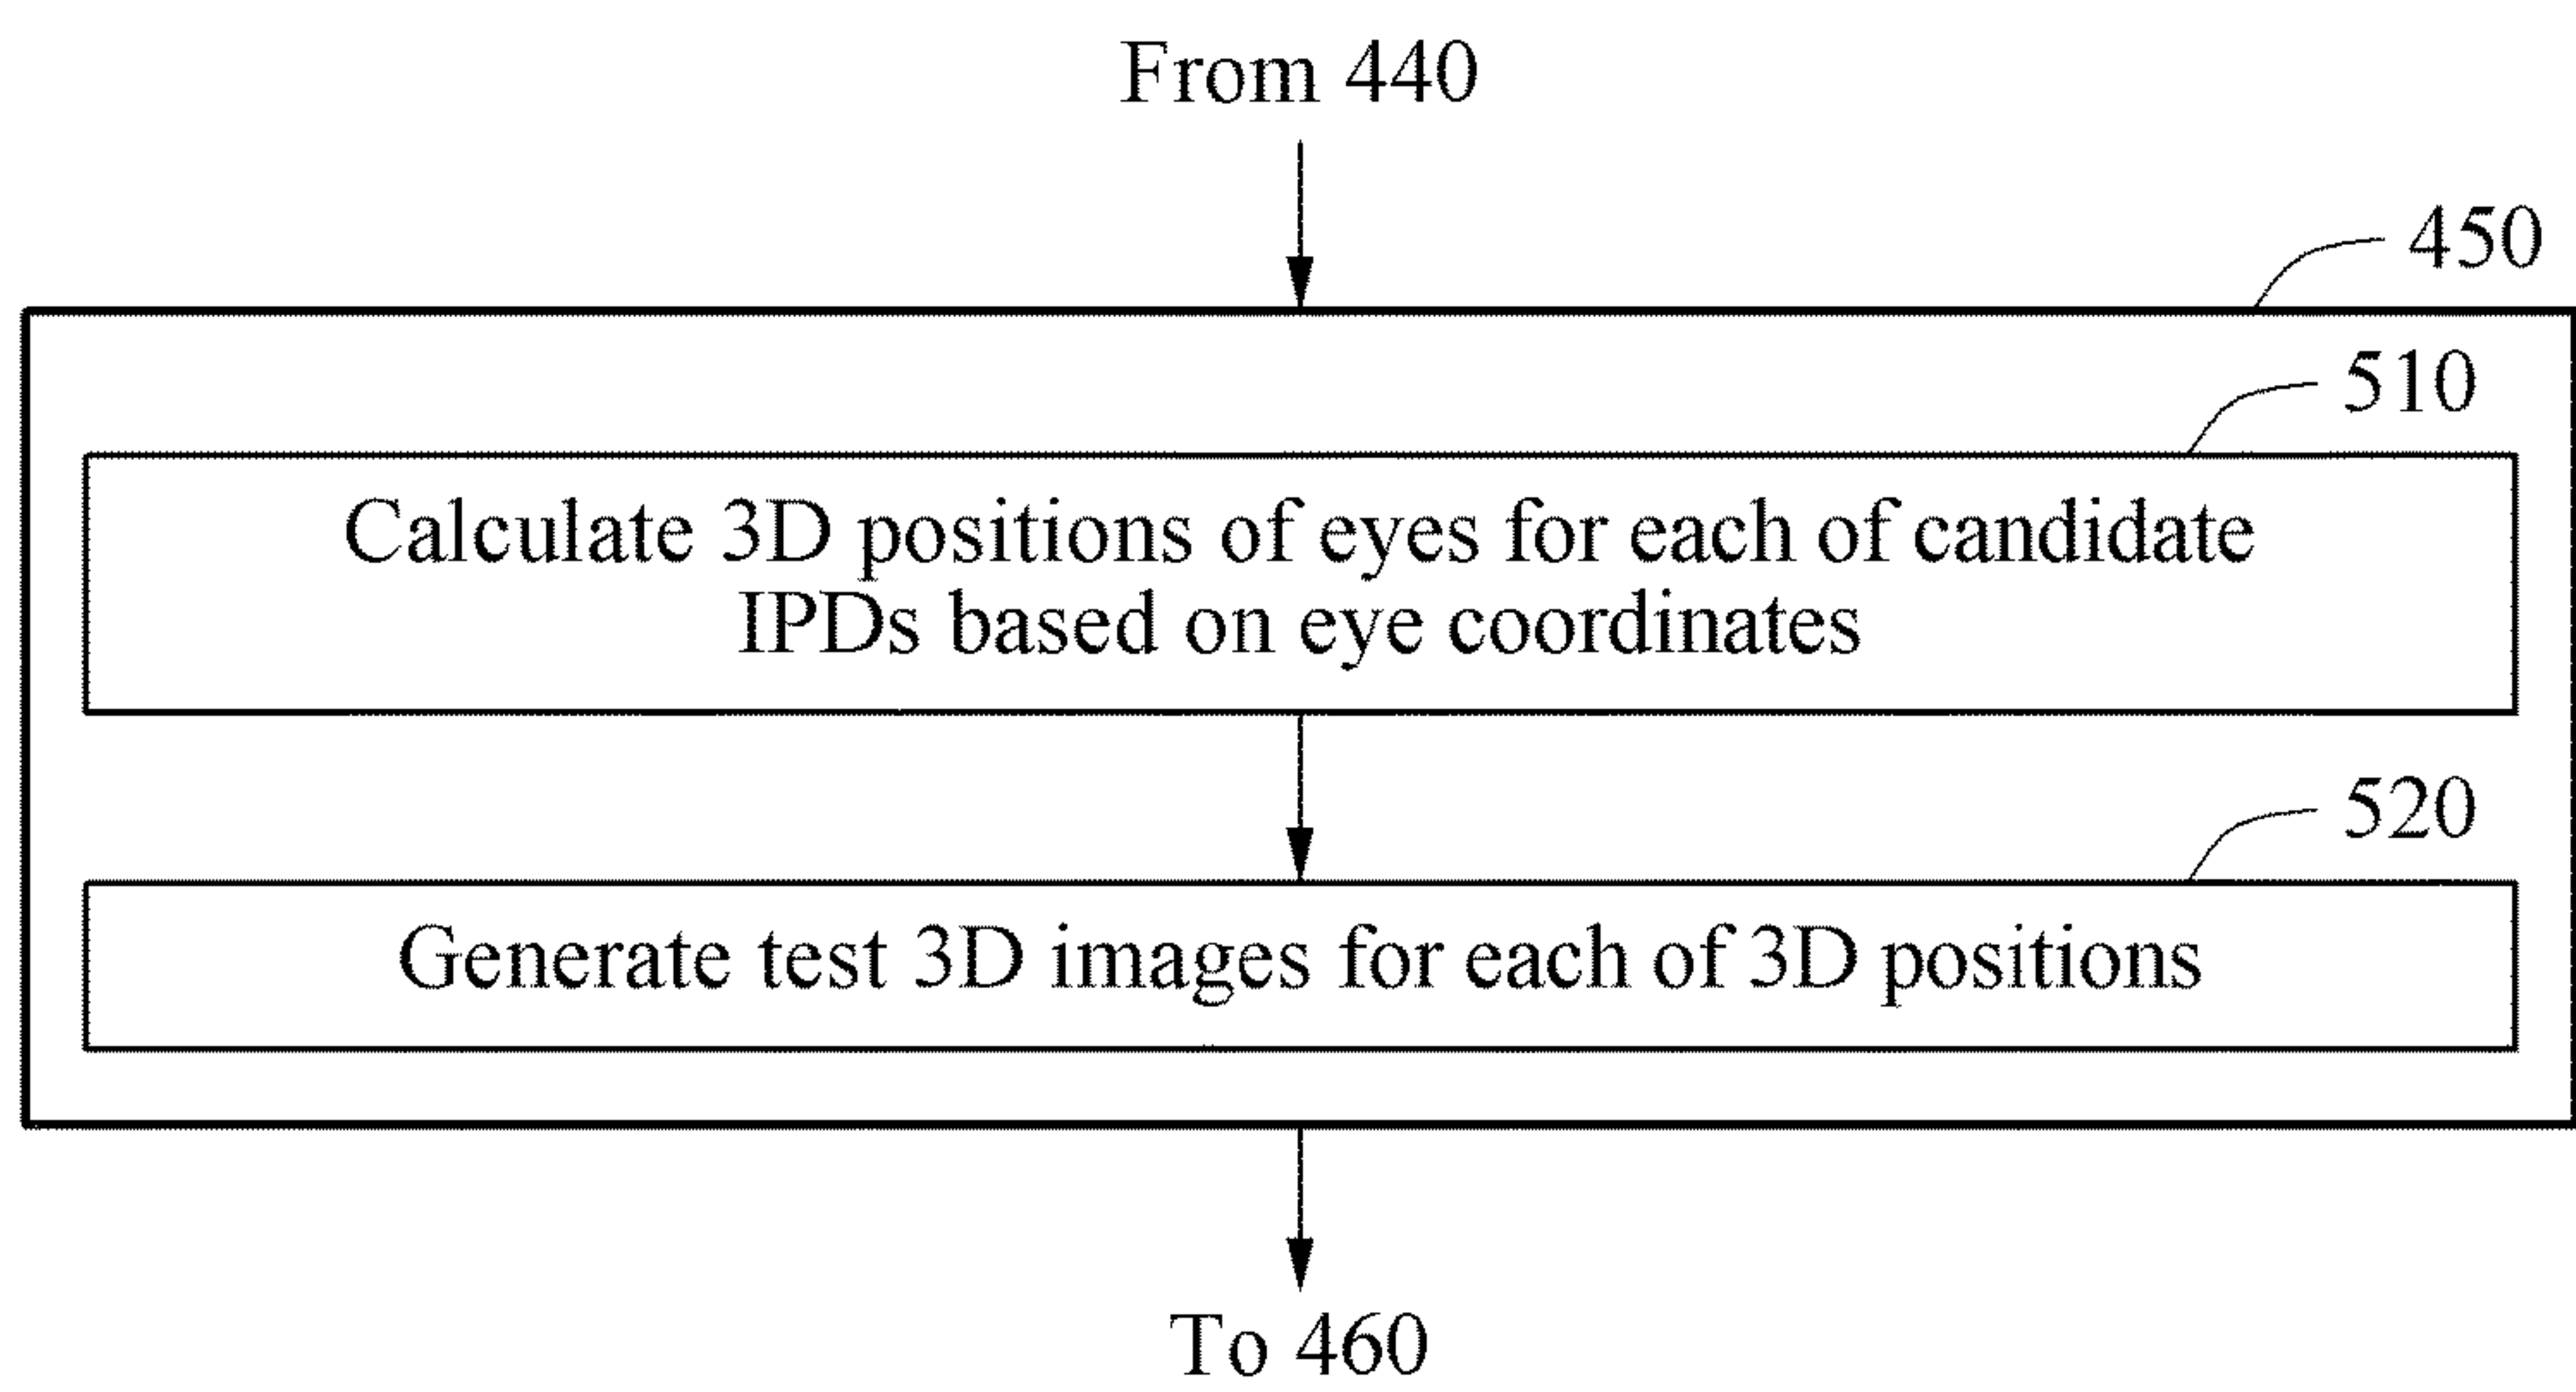 From 440
450
510
Calculate 3D positions of eyes for each of candidate
IPDs based on eye coordinates
520
Generate test 3D images for each of 3D positions
To 460